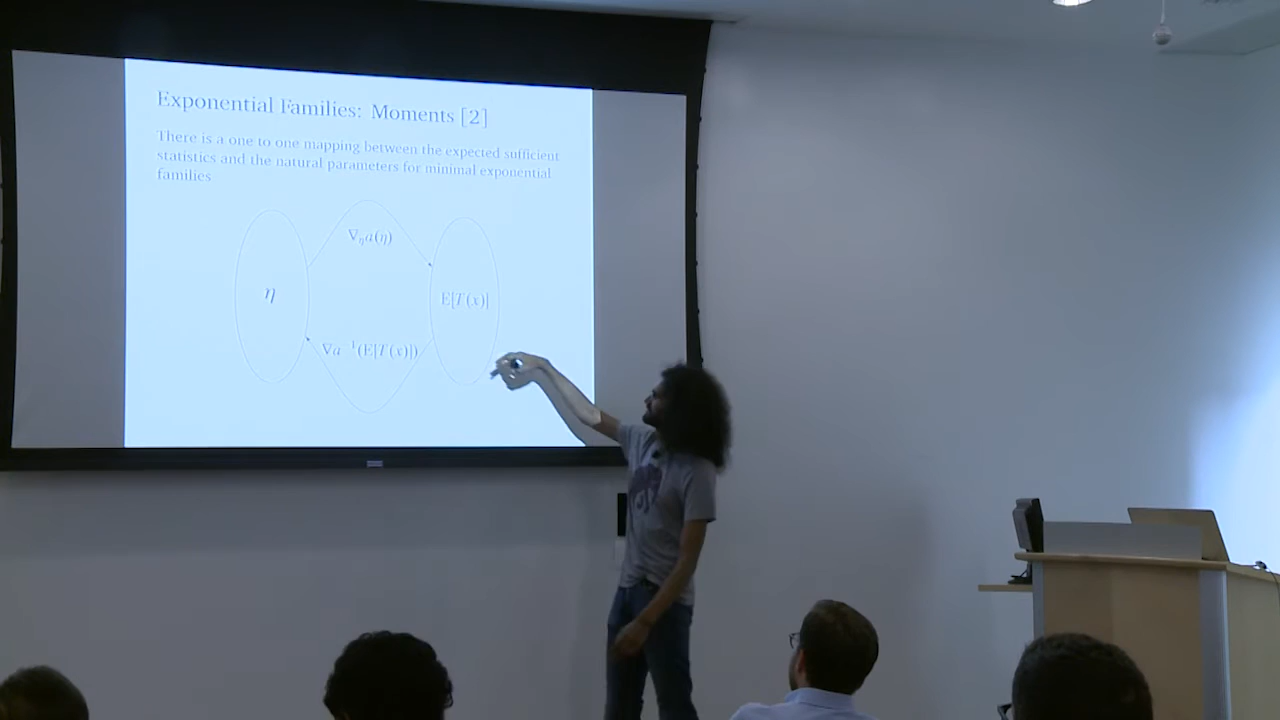 Exponential Families: Moments [2]
There is a one to one mapping between the expected sufficient
statistics and the natural parameters for minimal exponential
families
∇ηa(η)
η
E[T(x)]
∇a⁻¹(E[T(x)])